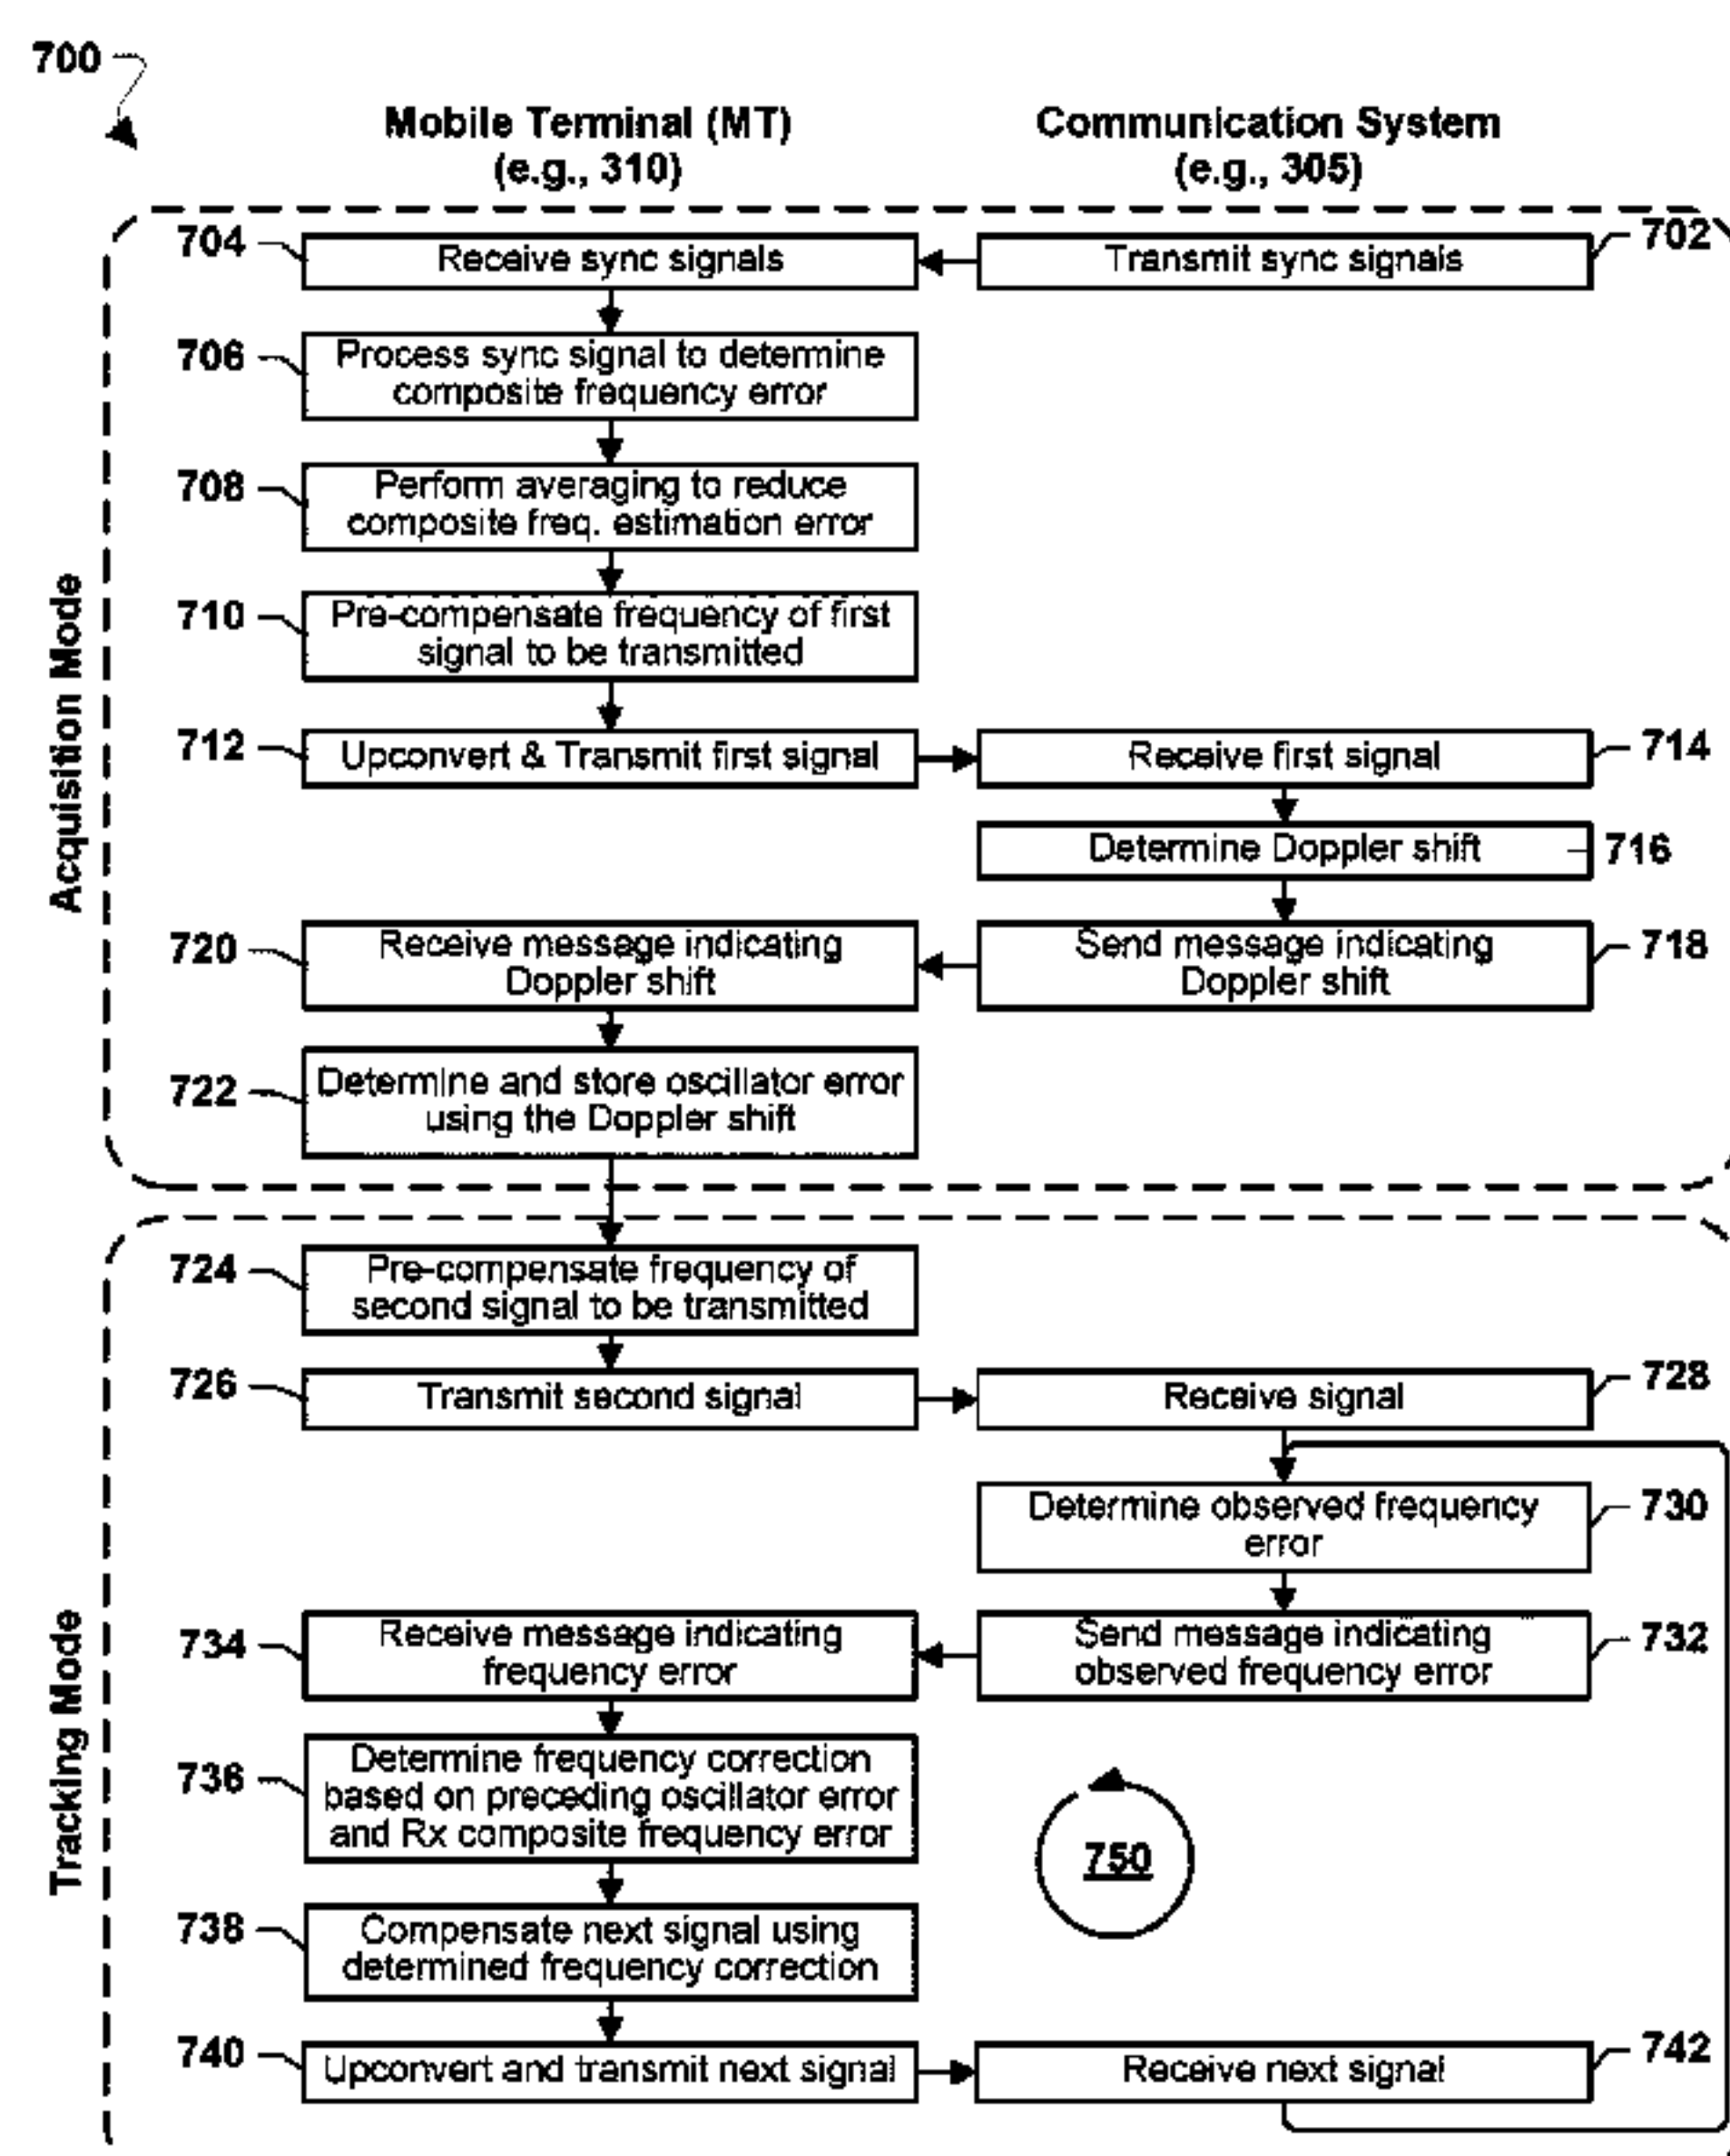 700
Mobile Terminal (MT)
(e.g., 310)
Communication System
(e.g., 305)
Acquisition Mode
704
Receive sync signals
Transmit sync signals
702
706
Process sync signal to determine
composite frequency error
708
Perform averaging to reduce
composite freq. estimation error
710
Pre-compensate frequency of first
signal to be transmitted
712
Upconvert & Transmit first signal
Receive first signal
714
Determine Doppler shift
716
720
Receive message indicating
Doppler shift
Send message indicating
Doppler shift
718
722
Determine and store oscillator error
using the Doppler shift
Tracking Mode
724
Pre-compensate frequency of
second signal to be transmitted
726
Transmit second signal
Receive signal
728
Determine observed frequency
error
730
734
Receive message indicating
frequency error
Send message indicating
observed frequency error
732
736
Determine frequency correction
based on preceding oscillator error
and Rx composite frequency error
750
738
Compensate next signal using
determined frequency correction
740
Upconvert and transmit next signal
Receive next signal
742